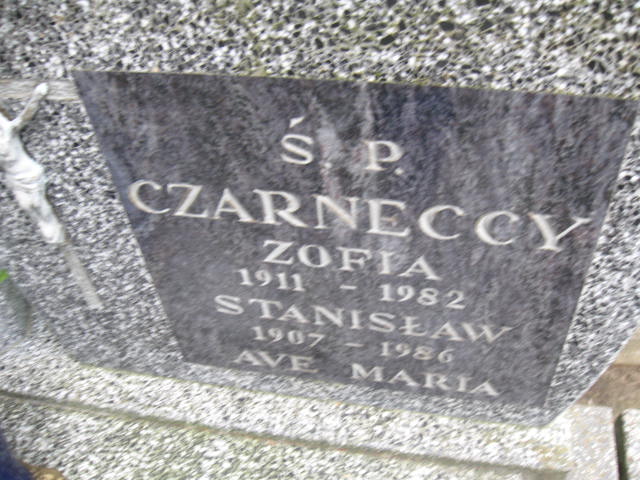 Ś. P.
CZARNECCY
ZOFIA
1911 - 1982
STANISŁAW
1907 - 1986
AVE MARIA